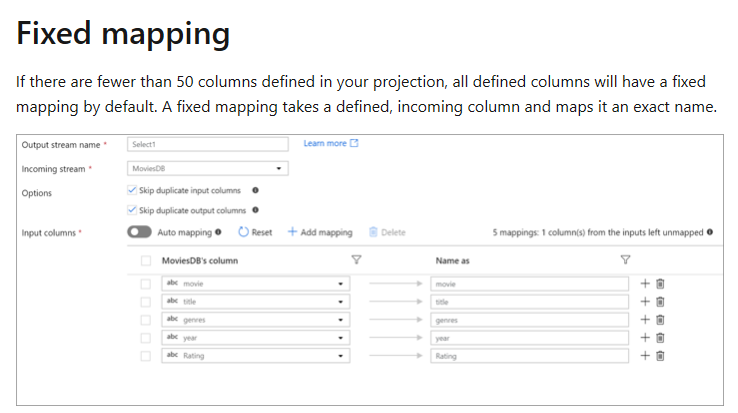 Fixed mapping
If there are fewer than 50 columns defined in your projection, all defined columns will have a fixed
mapping by default. A fixed mapping takes a defined, incoming column and maps it an exact name.
Output stream name * Select1 Learn more
Incoming stream * MoviesDB
Options Skip duplicate input columns
Skip duplicate output columns
Input columns * Auto mapping Reset Add mapping Delete 5 mappings: 1 column(s) from the inputs left unmapped
MoviesDB's column Name as
abc movie movie
abc title title
abc genres genres
abc year year
abc Rating Rating